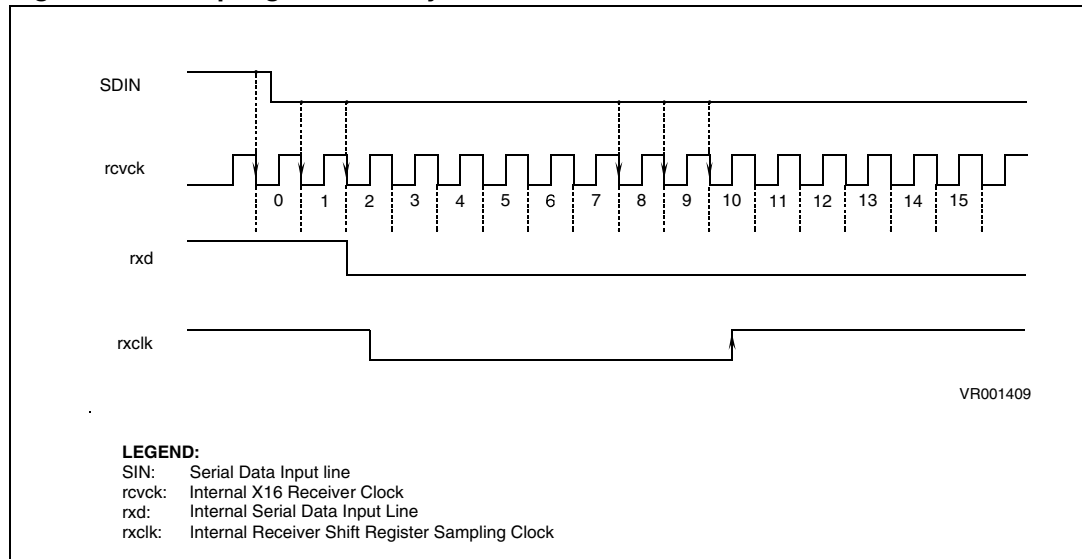 SDIN
rcvck
0 1 2 3 4 5 6 7 8 9 10 11 12 13 14 15
rxd
rxclk
VR001409
LEGEND:
SIN: Serial Data Input line
rcvck: Internal X16 Receiver Clock
rxd: Internal Serial Data Input Line
rxclk: Internal Receiver Shift Register Sampling Clock